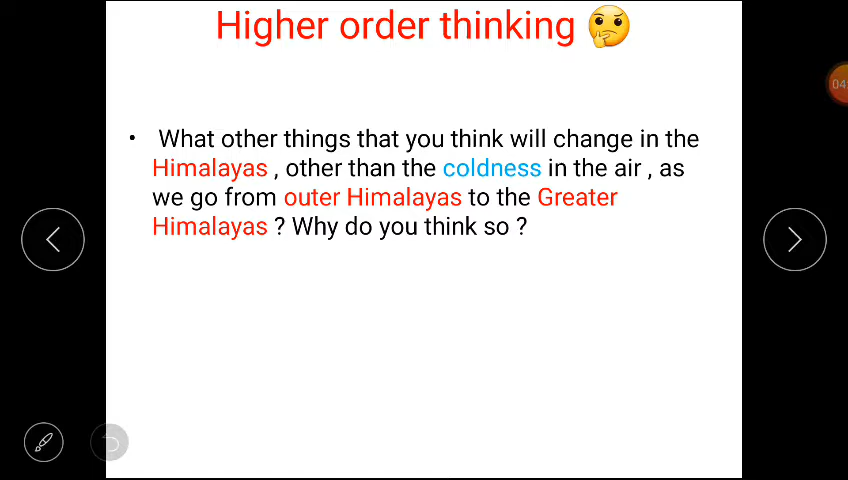 Higher order thinking 🤔
• What other things that you think will change in the
Himalayas , other than the coldness in the air , as
we go from outer Himalayas to the Greater
Himalayas ? Why do you think so ?